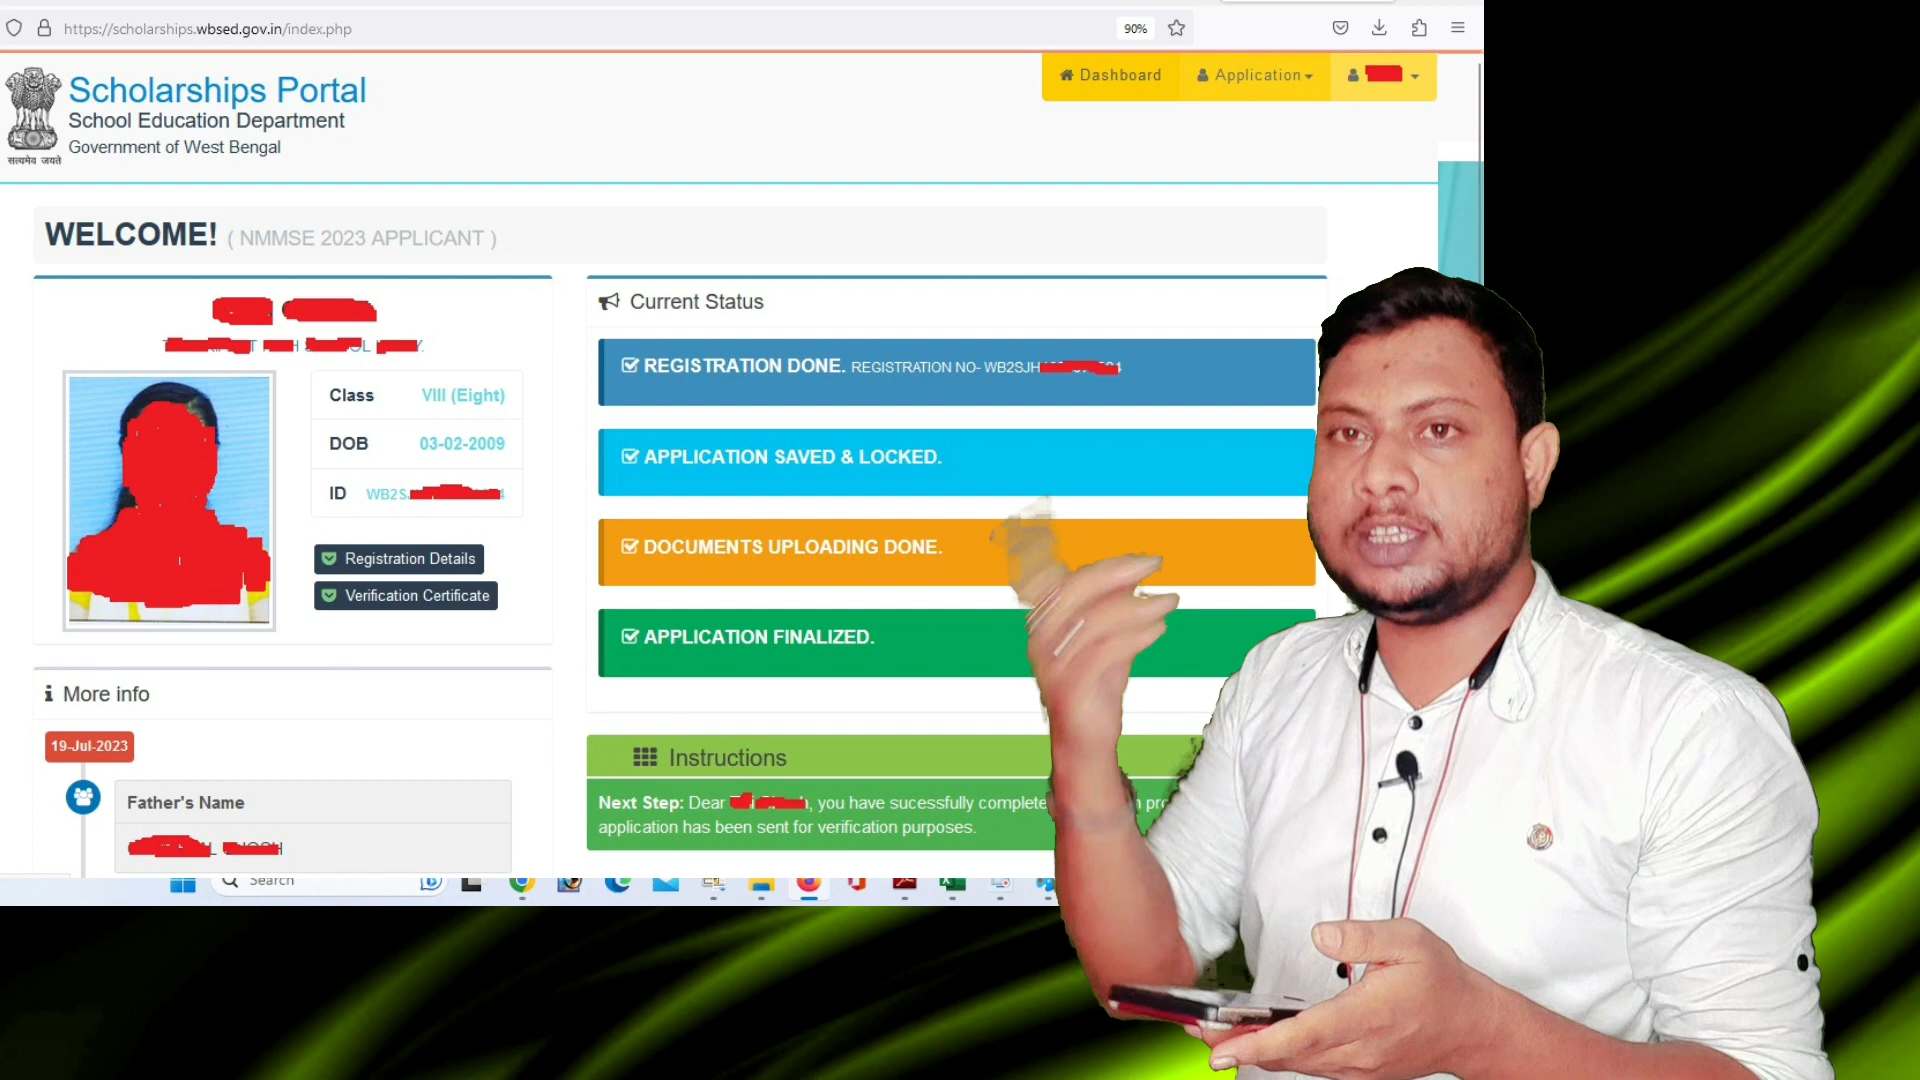 https://scholarships.wbsed.gov.in/index.php
90%
सत्यमेव जयते
Scholarships Portal
School Education Department
Government of West Bengal
Dashboard
Application
WELCOME! ( NMMSE 2023 APPLICANT )
Class VIII (Eight)
DOB 03-02-2009
ID WB2S
Registration Details
Verification Certificate
More info
19-Jul-2023
Father's Name
Current Status
REGISTRATION DONE. REGISTRATION NO- WB2SJH
APPLICATION SAVED & LOCKED.
DOCUMENTS UPLOADING DONE.
APPLICATION FINALIZED.
Instructions
Next Step: Dear , you have sucessfully complete
application has been sent for verification purposes.
Search